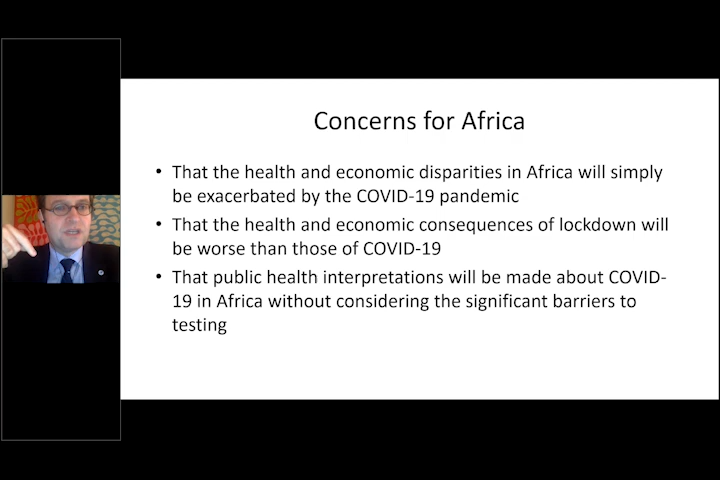 Concerns for Africa
• That the health and economic disparities in Africa will simply
be exacerbated by the COVID-19 pandemic
• That the health and economic consequences of lockdown will
be worse than those of COVID-19
• That public health interpretations will be made about COVID-
19 in Africa without considering the significant barriers to
testing